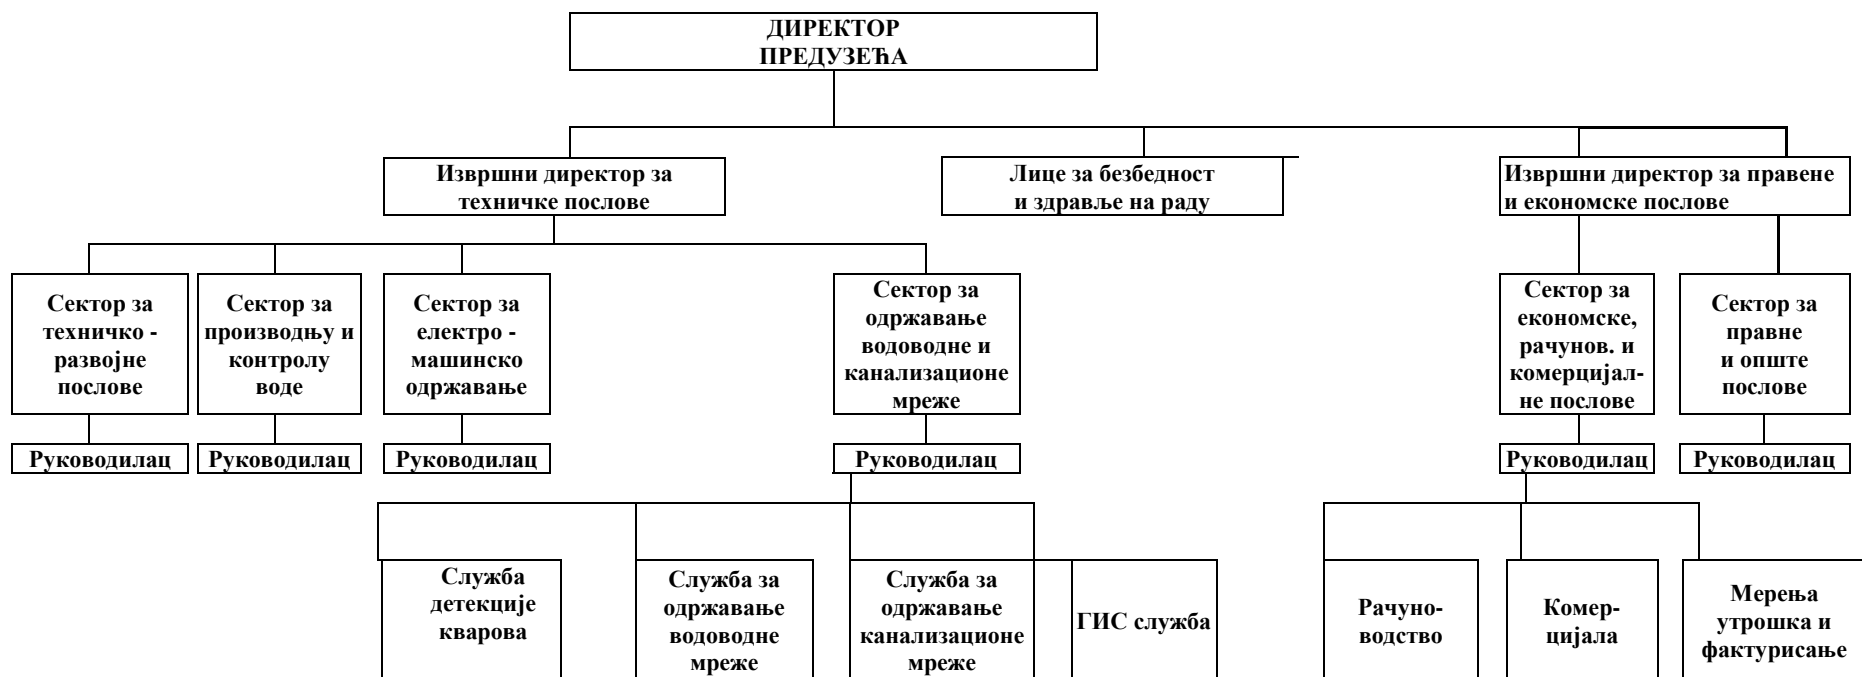 ДИРЕКТОР
ПРЕДУЗЕЋА
Извршни директор за
техничке послове
Лице за безбедност
и здравље на раду
Извршни директор за правене
и економске послове
Сектор за
техничко -
развојне
послове
Сектор за
производњу и
контролу
воде
Сектор за
електро -
машинско
одржавање
Сектор за
одржавање
водоводне и
канализационе
мреже
Сектор за
економске,
рачунов. и
комерцијал-
не послове
Сектор за
правне
и опште
послове
Руководилац
Руководилац
Руководилац
Руководилац
Руководилац
Руководилац
Служба
детекције
кварова
Служба за
одржавање
водоводне
мреже
Служба за
одржавање
канализационе
мреже
ГИС служба
Рачуно-
водство
Комер-
цијала
Мерења
утрошка и
фактурисање